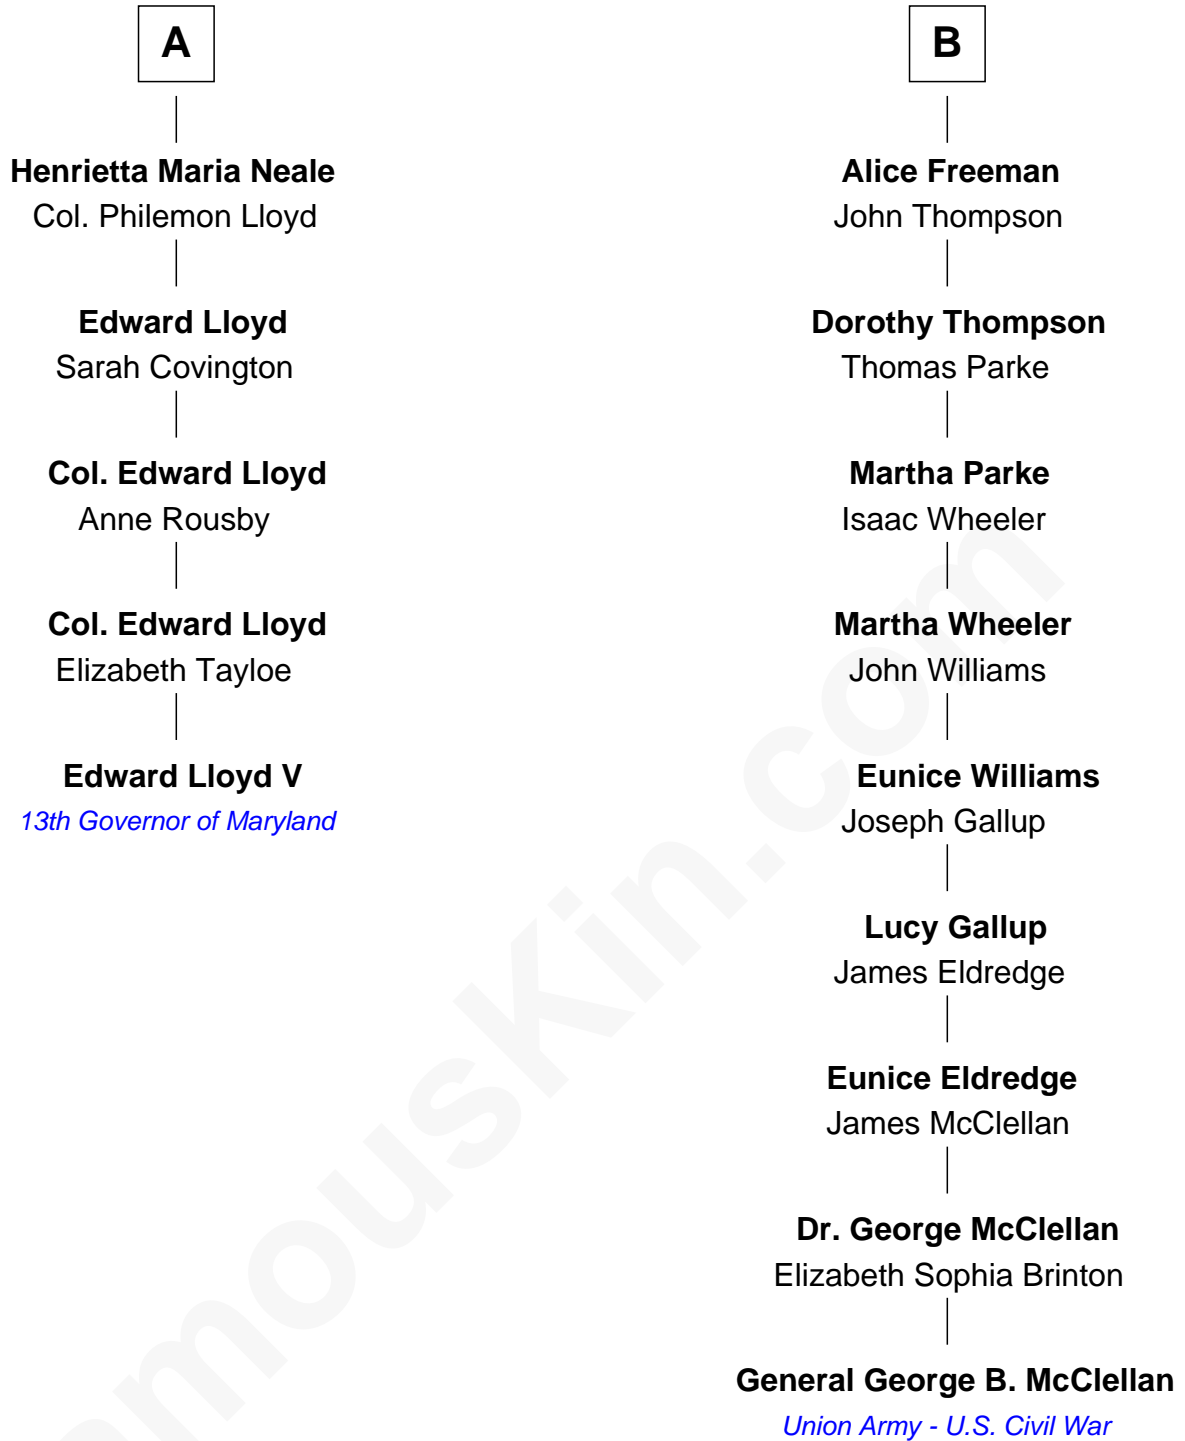 A
Henrietta Maria Neale
Col. Philemon Lloyd
Edward Lloyd
Sarah Covington
Col. Edward Lloyd
Anne Rousby
Col. Edward Lloyd
Elizabeth Tayloe
Edward Lloyd V
13th Governor of Maryland
B
Alice Freeman
John Thompson
Dorothy Thompson
Thomas Parke
Martha Parke
Isaac Wheeler
Martha Wheeler
John Williams
Eunice Williams
Joseph Gallup
Lucy Gallup
James Eldredge
Eunice Eldredge
James McClellan
Dr. George McClellan
Elizabeth Sophia Brinton
General George B. McClellan
Union Army - U.S. Civil War
amousKin.com